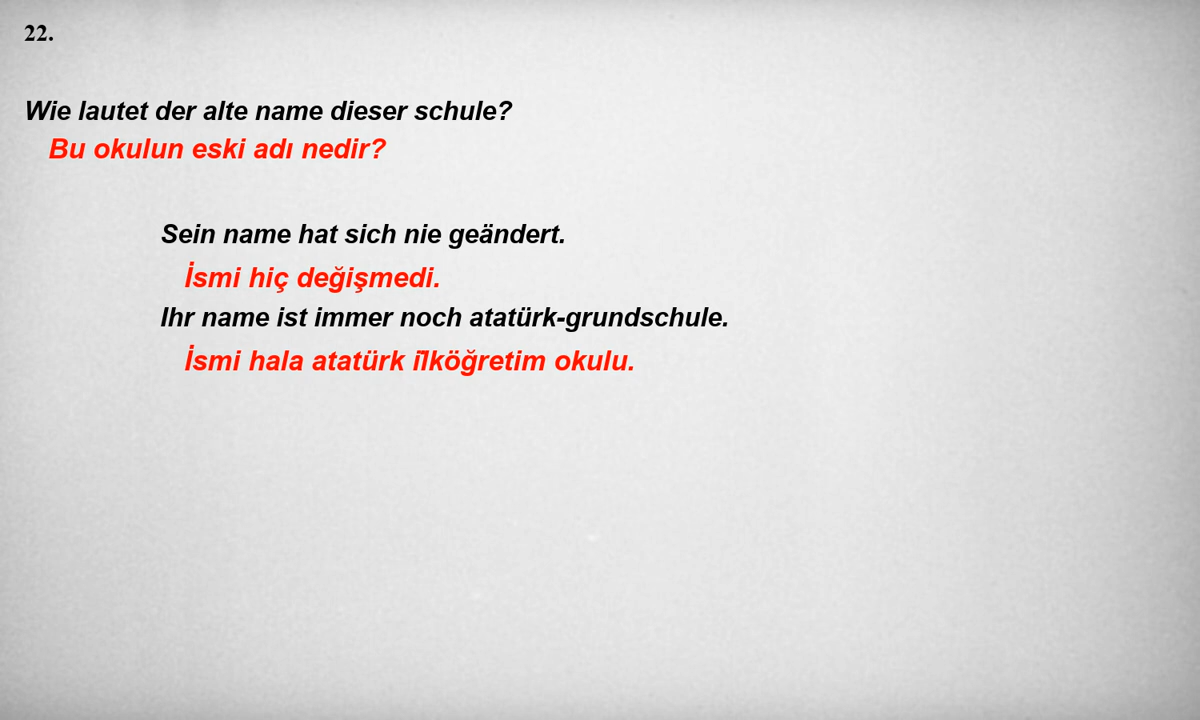 22.
Wie lautet der alte name dieser schule?
Bu okulun eski adı nedir?
Sein name hat sich nie geändert.
İsmi hiç değişmedi.
Ihr name ist immer noch atatürk-grundschule.
İsmi hala atatürk i̇lköğretim okulu.